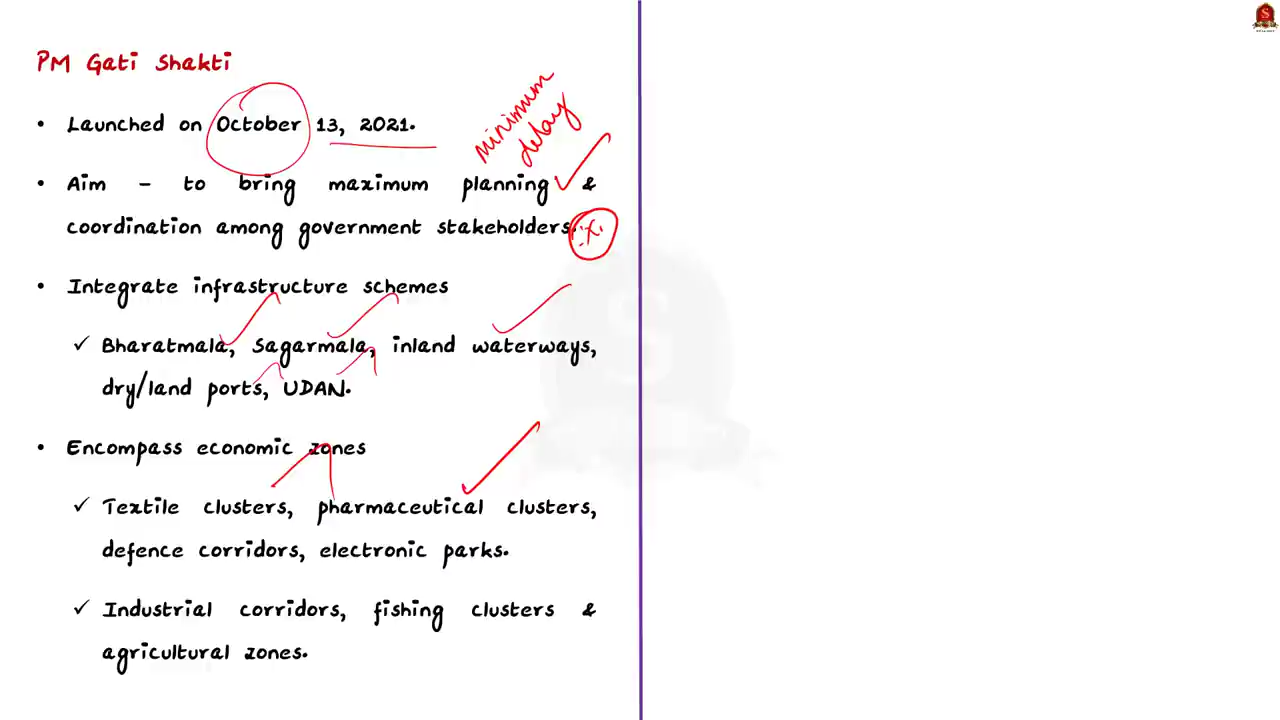 PM Gati Shakti
• Launched on October 13, 2021.
minimum
delay
• Aim - to bring maximum planning &
coordination among government stakeholders.
• Integrate infrastructure schemes
✓ Bharatmala, Sagarmala, inland waterways,
dry/land ports, UDAN.
• Encompass economic zones
✓ Textile clusters, pharmaceutical clusters,
defence corridors, electronic parks.
✓ Industrial corridors, fishing clusters &
agricultural zones.